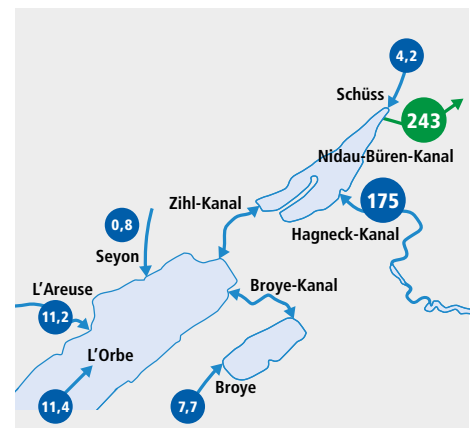 4,2
Schüss
243
Nidau-Büren-Kanal
Zihl-Kanal
175
0,8
Hagneck-Kanal
Seyon
L'Areuse
Broye-Kanal
11,2
L'Orbe
11,4
7,7
Broye